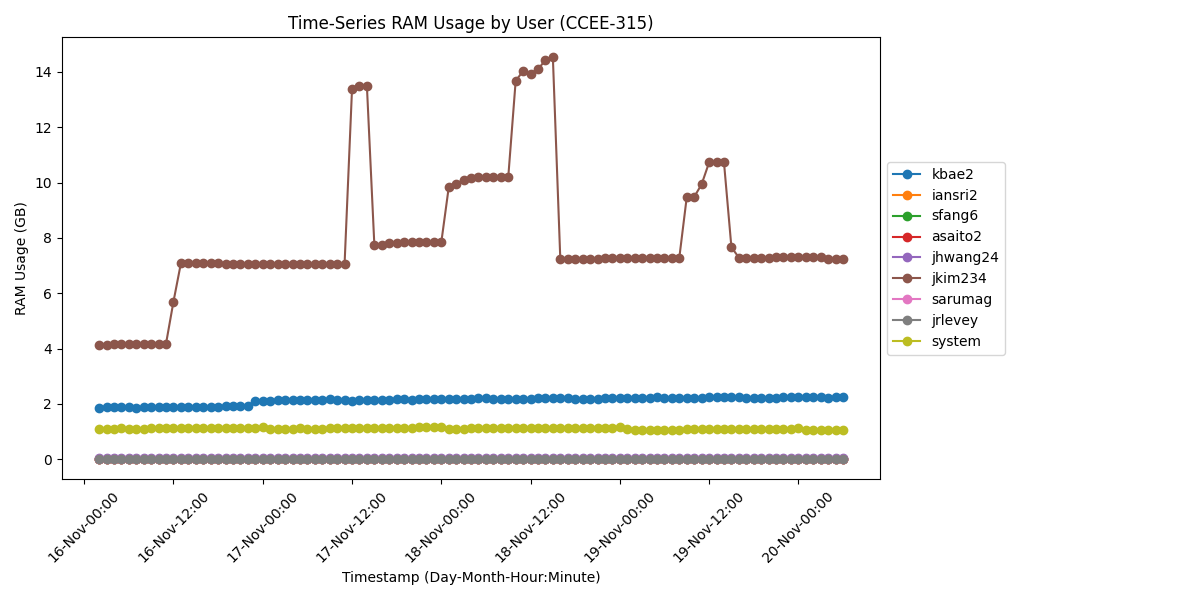 Time-Series RAM Usage by User (CCEE-315)
RAM Usage (GB)
14
12
10
8
6
4
2
0
16-Nov-00:00
16-Nov-12:00
17-Nov-00:00
17-Nov-12:00
18-Nov-00:00
18-Nov-12:00
19-Nov-00:00
19-Nov-12:00
20-Nov-00:00
Timestamp (Day-Month-Hour:Minute)
kbae2
iansri2
sfang6
asaito2
jhwang24
jkim234
sarumag
jrlevey
system